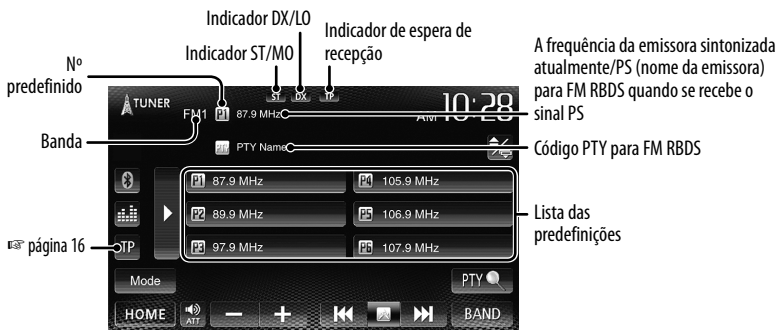 Indicador DX/LO
Indicador ST/MO
Indicador de espera de
recepção
Nº
predefinido
Banda
☞ página 16
A frequência da emissora sintonizada
atualmente/PS (nome da emissora)
para FM RBDS quando se recebe o
sinal PS
Código PTY para FM RBDS
Lista das
predefinições
TUNER
ST DX TP
FM1 P1 87.9 MHz
AM 10:28
PTY PTY Name
P1 87.9 MHz
P4 105.9 MHz
P2 89.9 MHz
P5 106.9 MHz
P3 97.9 MHz
P6 107.9 MHz
TP
Mode
PTY
HOME
ATT
BAND